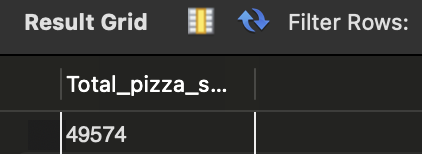 Result Grid Filter Rows:
Total_pizza_s...
49574